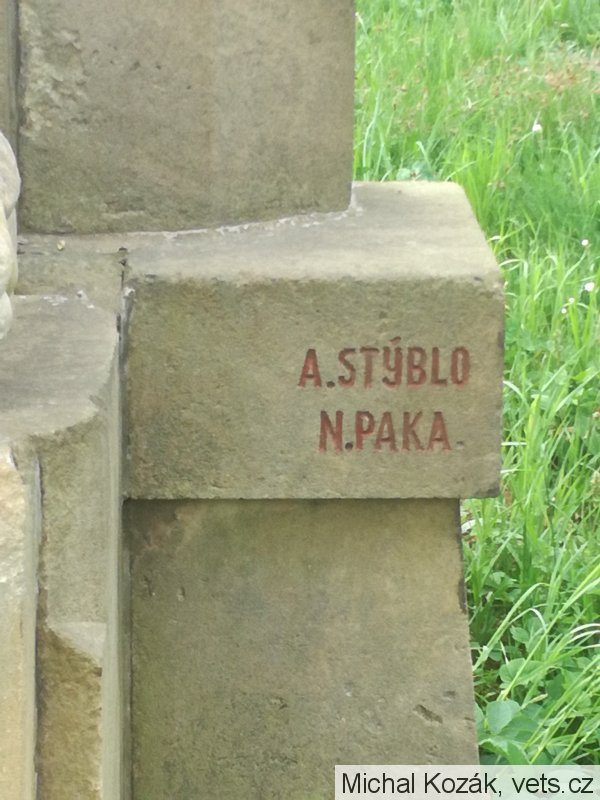 A.STÝBLO
N.PAKA.
Michal Kozák, vets.cz